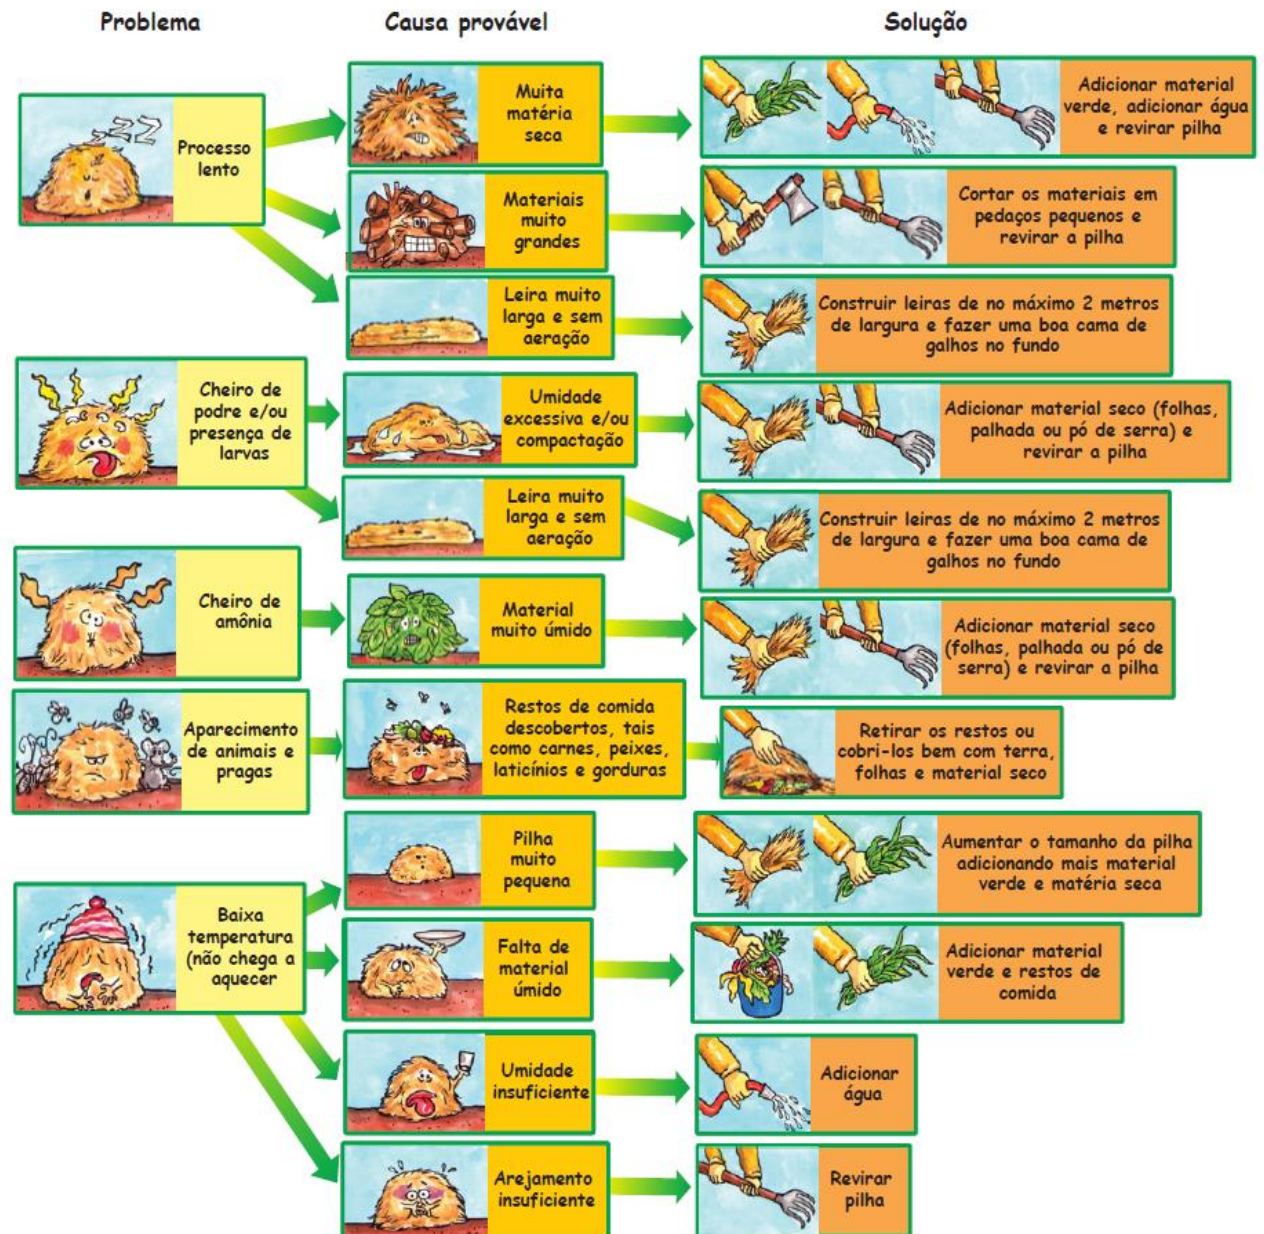 Problema
Causa provável
Solução
Processo
lento
Muita
matéria
seca
Adicionar material
verde, adicionar água
e revirar pilha
Materiais
muito
grandes
Cortar os materiais em
pedaços pequenos e
revirar a pilha
Leira muito
larga e sem
aeração
Construir leiras de no máximo 2 metros
de largura e fazer uma boa cama de
galhos no fundo
Cheiro de
podre e/ou
presença de
larvas
Umidade
excessiva e/ou
compactação
Adicionar material seco (folhas,
palhada ou pó de serra) e
revirar a pilha
Leira muito
larga e sem
aeração
Construir leiras de no máximo 2 metros
de largura e fazer uma boa cama de
galhos no fundo
Cheiro de
amônia
Material
muito úmido
Adicionar material seco
(folhas, palhada ou pó de
serra) e revirar a pilha
Aparecimento
de animais e
pragas
Restos de comida
descobertos, tais
como carnes, peixes,
laticínios e gorduras
Retirar os restos ou
cobri-los bem com terra,
folhas e material seco
Baixa
temperatura
(não chega a
aquecer
Pilha
muito
pequena
Aumentar o tamanho da pilha
adicionando mais material
verde e matéria seca
Falta de
material
úmido
Adicionar material
verde e restos de
comida
Umidade
insuficiente
Adicionar
água
Arejamento
insuficiente
Revirar
pilha
ZZZ